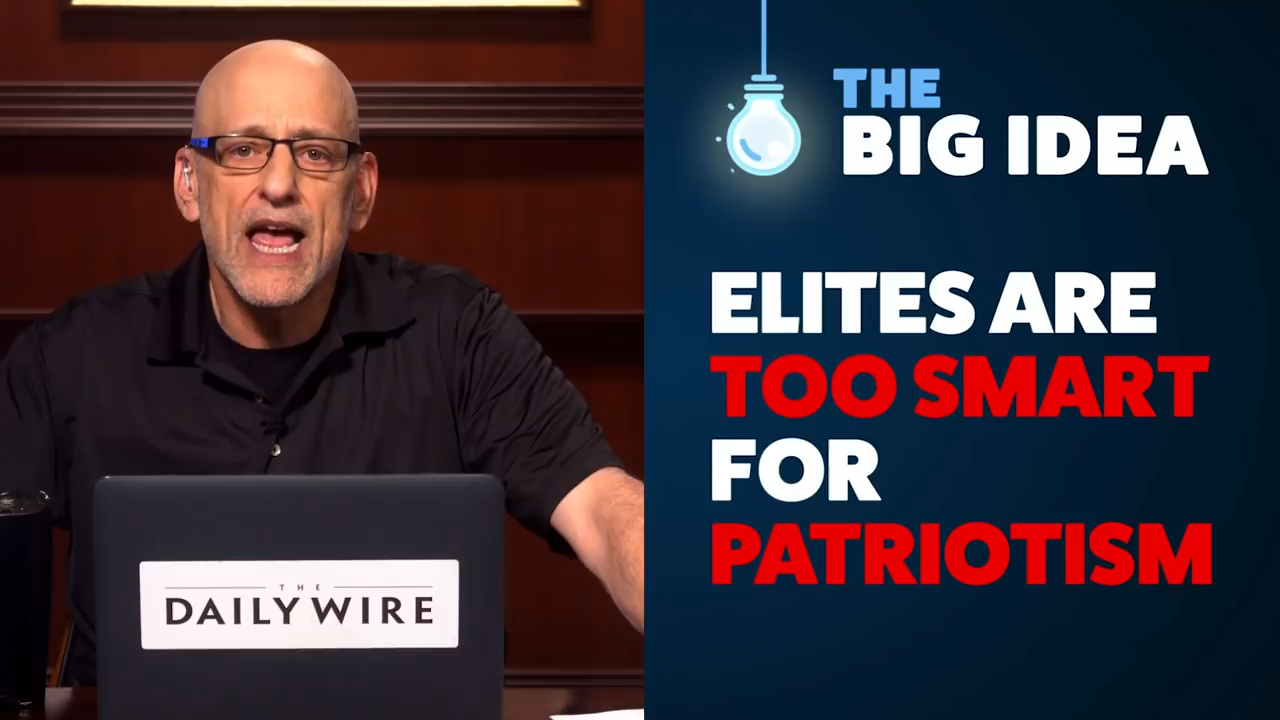 THE
DAILY WIRE
THE
BIG IDEA
ELITES ARE
TOO SMART
FOR
PATRIOTISM